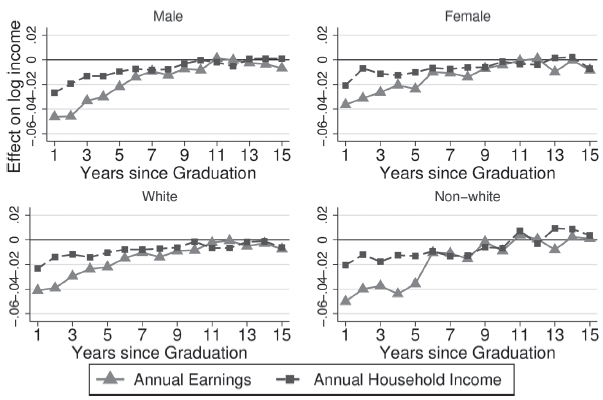 Male
Female
Effect on log income
.02
0
-.02
-.04
-.06
1 3 5 7 9 11 13 15
Years since Graduation
.02
0
-.02
-.04
-.06
1 3 5 7 9 11 13 15
Years since Graduation
White
Non-white
.02
0
-.02
-.04
-.06
1 3 5 7 9 11 13 15
Years since Graduation
.02
0
-.02
-.04
-.06
1 3 5 7 9 11 13 15
Years since Graduation
Annual Earnings Annual Household Income